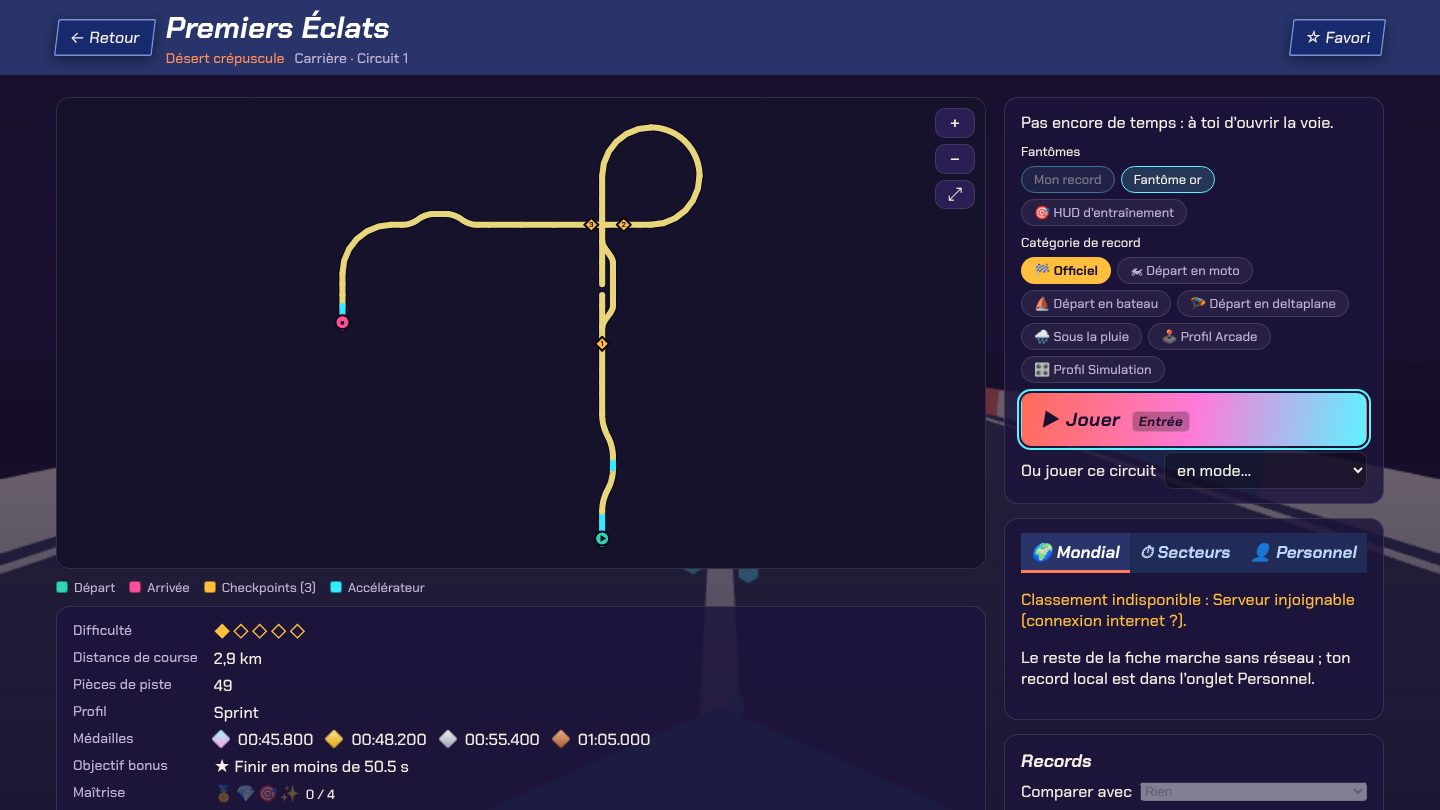 ← Retour
Premiers Éclats
Désert crépuscule Carrière · Circuit 1
☆ Favori
+
−
3
2
1
Départ Arrivée Checkpoints (3) Accélérateur
Difficulté
Distance de course 2,9 km
Pièces de piste 49
Profil Sprint
Médailles 00:45.800 00:48.200 00:55.400 01:05.000
Objectif bonus ★ Finir en moins de 50.5 s
Maîtrise 0 / 4
Pas encore de temps : à toi d'ouvrir la voie.
Fantômes
Mon record Fantôme or
HUD d'entraînement
Catégorie de record
Officiel Départ en moto
Départ en bateau Départ en deltaplane
Sous la pluie Profil Arcade
Profil Simulation
▶ Jouer Entrée
Ou jouer ce circuit en mode…
Mondial Secteurs Personnel
Classement indisponible : Serveur injoignable
(connexion internet ?).
Le reste de la fiche marche sans réseau ; ton
record local est dans l'onglet Personnel.
Records
Comparer avec Rien